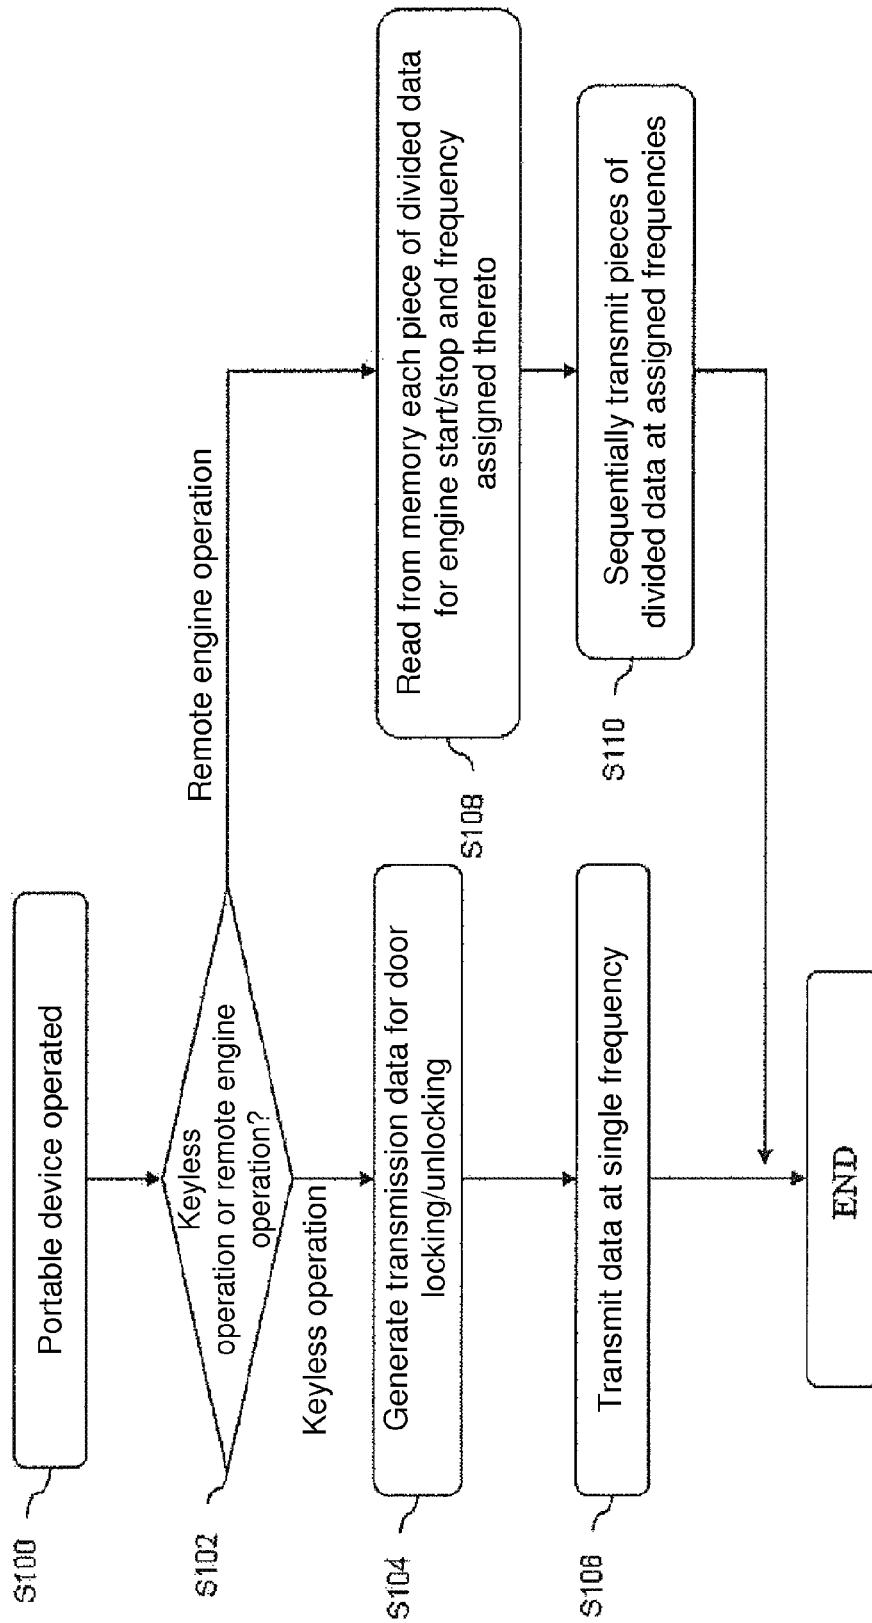 S100
Portable device operated
S102
Keyless
operation or remote engine
operation?
Remote engine operation
Keyless operation
S104
Generate transmission data for door
locking/unlocking
S106
Transmit data at single frequency
S108
Read from memory each piece of divided data
for engine start/stop and frequency
assigned thereto
S110
Sequentially transmit pieces of
divided data at assigned frequencies
END